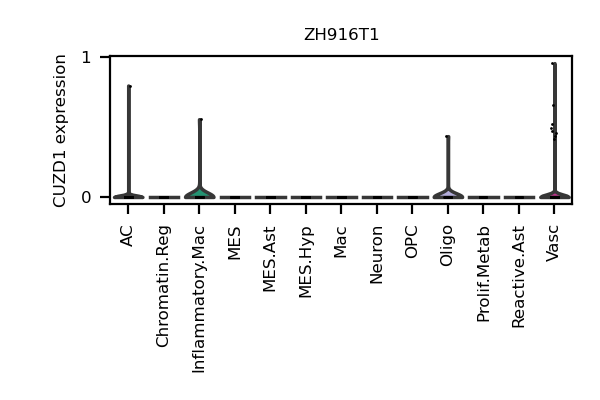 ZH916T1
CUZD1 expression
1
0
AC
Chromatin.Reg
Inflammatory.Mac
MES
MES.Ast
MES.Hyp
Mac
Neuron
OPC
Oligo
Prolif.Metab
Reactive.Ast
Vasc